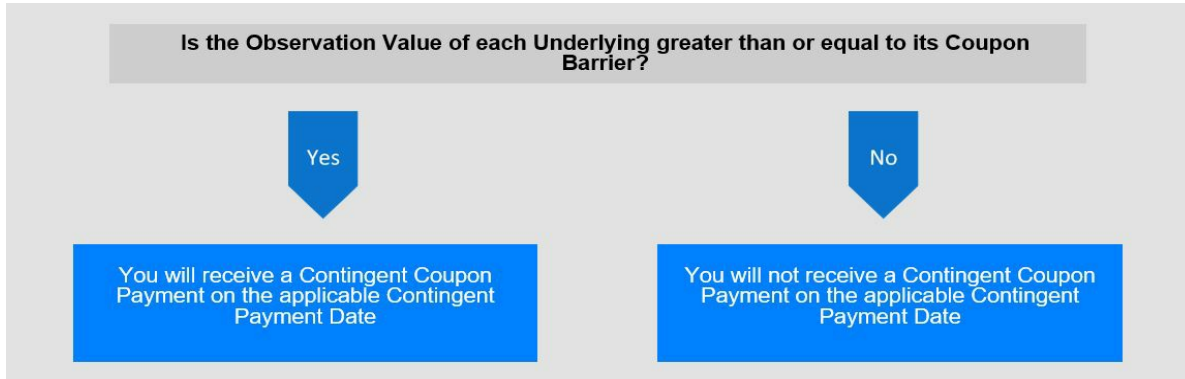 Is the Observation Value of each Underlying greater than or equal to its Coupon
Barrier?
Yes
No
You will receive a Contingent Coupon
Payment on the applicable Contingent
Payment Date
You will not receive a Contingent Coupon
Payment on the applicable Contingent
Payment Date